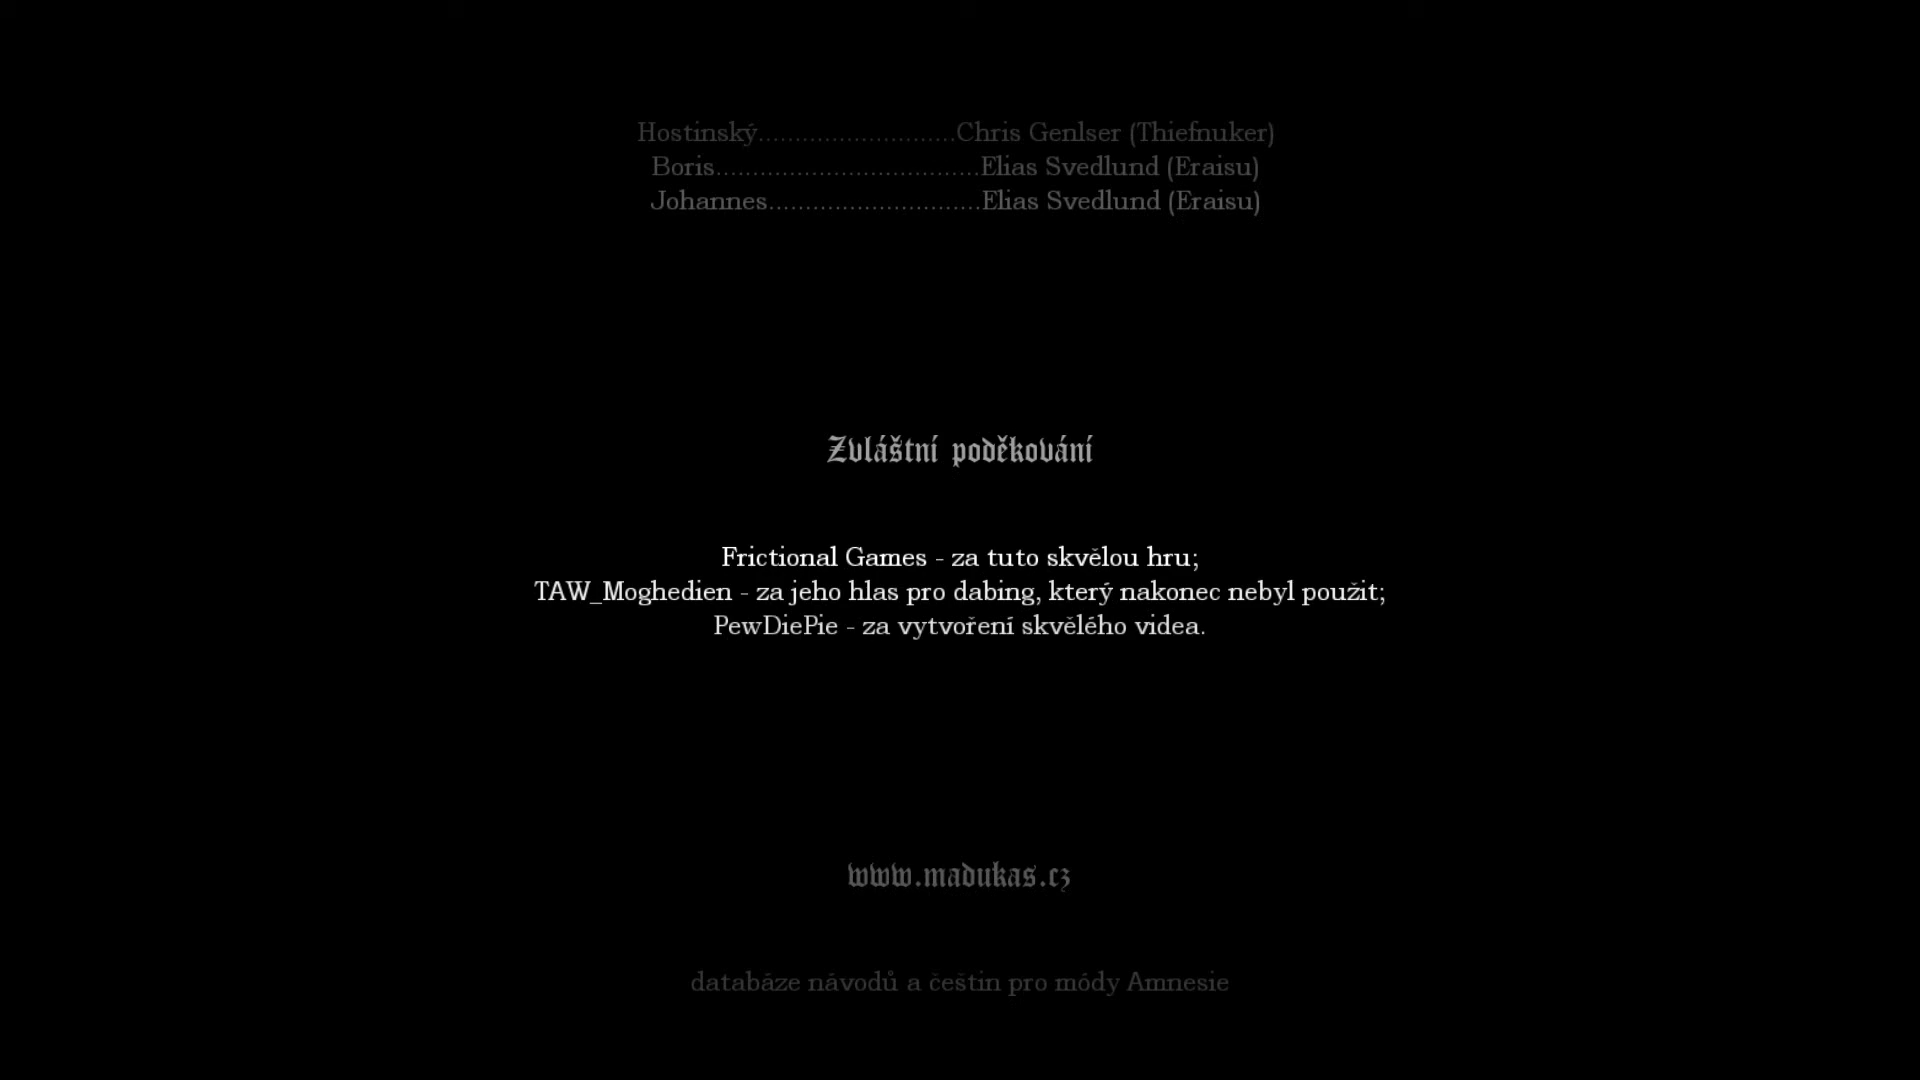 Hostinský...........................Chris Genlser (Thiefnuker)
Boris....................................Elias Svedlund (Eraisu)
Johannes.............................Elias Svedlund (Eraisu)
Zvláštní poděkování
Frictional Games - za tuto skvělou hru;
TAW_Moghedien - za jeho hlas pro dabing, který nakonec nebyl použit;
PewDiePie - za vytvoření skvělého videa.
www.madukas.cz
databáze návodů a češtin pro módy Amnesie